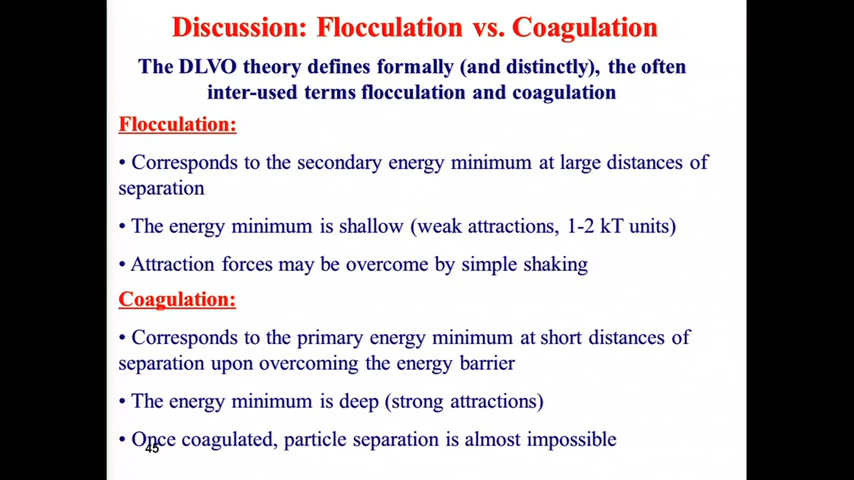 Discussion: Flocculation vs. Coagulation
The DLVO theory defines formally (and distinctly), the often
inter-used terms flocculation and coagulation
Flocculation:
• Corresponds to the secondary energy minimum at large distances of
separation
• The energy minimum is shallow (weak attractions, 1-2 kT units)
• Attraction forces may be overcome by simple shaking
Coagulation:
• Corresponds to the primary energy minimum at short distances of
separation upon overcoming the energy barrier
• The energy minimum is deep (strong attractions)
• Once coagulated, particle separation is almost impossible
45